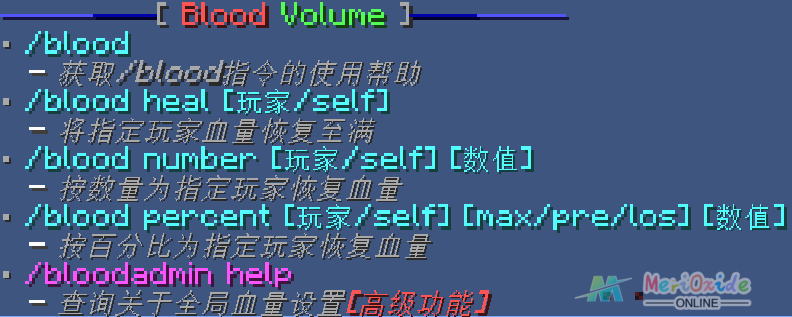 [ Blood Volume ]
· /blood
– 获取/blood指令的使用帮助
· /blood heal [玩家/self]
– 将指定玩家血量恢复至满
· /blood number [玩家/self] [数值]
– 按数量为指定玩家恢复血量
· /blood percent [玩家/self] [max/pre/los] [数值]
– 按百分比为指定玩家恢复血量
· /bloodadmin help
– 查询关于全局血量设置[高级功能]
MeriOxide
ONLINE